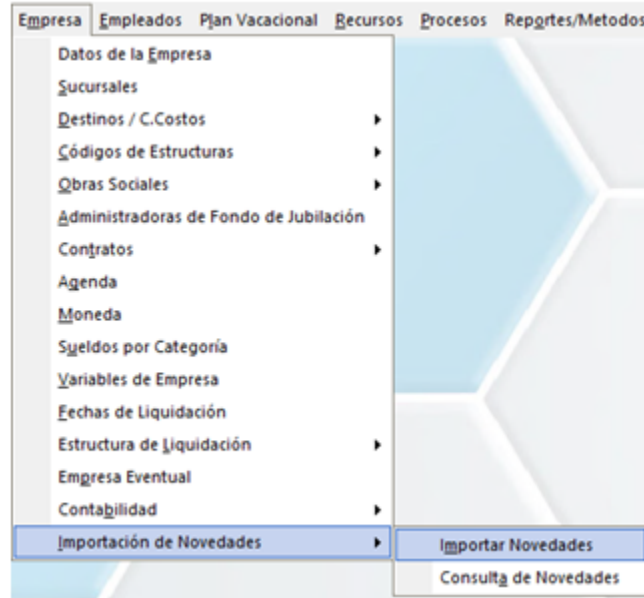 Empresa Empleados Plan Vacacional Recursos Procesos Reportes/Metodos
Datos de la Empresa
Sucursales
Destinos / C.Costos
Códigos de Estructuras
Obras Sociales
Administradoras de Fondo de Jubilación
Contratos
Agenda
Moneda
Sueldos por Categoría
Variables de Empresa
Fechas de Liquidación
Estructura de Liquidación
Empresa Eventual
Contabilidad
Importación de Novedades
Importar Novedades
Consulta de Novedades